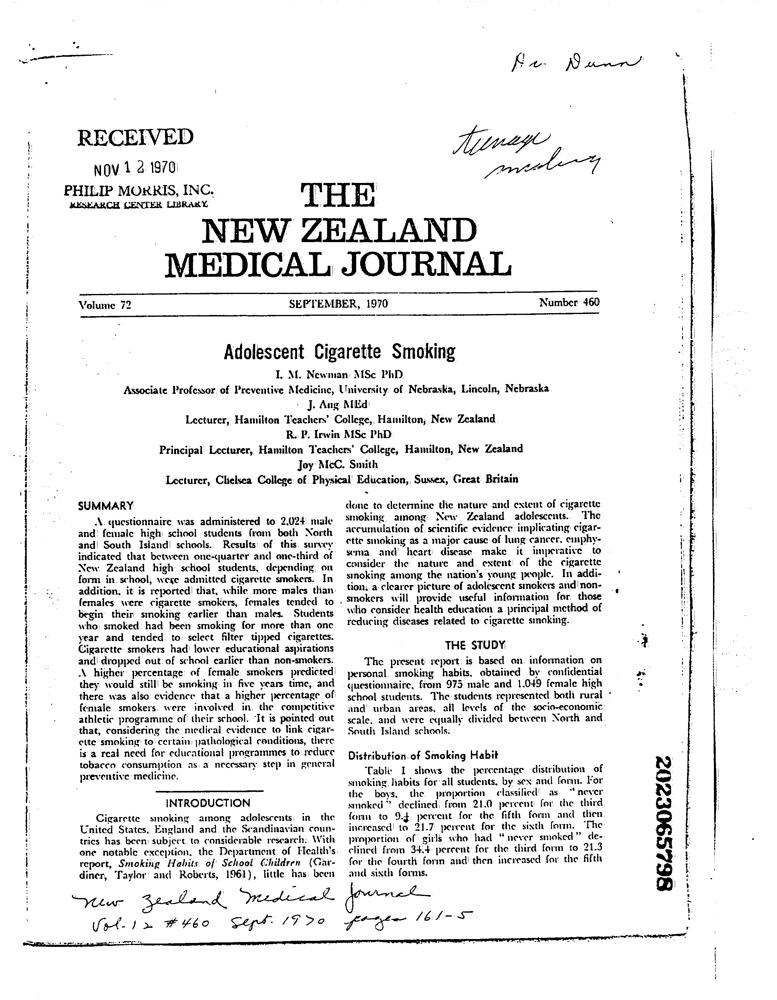 Dr. Dunn
RECEIVED
NOV 12 1970
PHILIP MORRIS, INC.
RESEARCH CENTER LIBRARY
teenage
smoking
THE
NEW ZEALAND
MEDICAL JOURNAL
Volume 72 SEPTEMBER, 1970 Number 460
Adolescent Cigarette Smoking
I. M. Newman MSc PhD
Associate Professor of Preventive Medicine, University of Nebraska, Lincoln, Nebraska
J. Ang MEd
Lecturer, Hamilton Teachers' College, Hamilton, New Zealand
R. P. Irwin MSc PhD
Principal Lecturer, Hamilton Teachers' College, Hamilton, New Zealand
Joy McC. Smith
Lecturer, Chelsea College of Physical Education, Sussex, Great Britain
SUMMARY
A questionnaire was administered to 2,024 male
and female high school students from both North
and South Island schools. Results of this survey
indicated that between one-quarter and one-third of
New Zealand high school students, depending on
form in school, were admitted cigarette smokers. In
addition, it is reported that, while more males than
females were cigarette smokers, females tended to
begin their smoking earlier than males. Students
who smoked had been smoking for more than one
year and tended to select filter tipped cigarettes.
Cigarette smokers had lower educational aspirations
and dropped out of school earlier than non-smokers.
A higher percentage of female smokers predicted
they would still be smoking in five years time, and
there was also evidence that a higher percentage of
female smokers were involved in the competitive
athletic programme of their school. It is pointed out
that, considering the medical evidence to link cigar-
ette smoking to certain pathological conditions, there
is a real need for educational programmes to reduce
tobacco consumption as a necessary step in general
preventive medicine.
INTRODUCTION
Cigarette smoking among adolescents in the
United States, England and the Scandinavian coun-
tries has been subject to considerable research. With
one notable exception, the Department of Health's
report, Smoking Habits of School Children (Gar-
diner, Taylor and Roberts, 1961), little has been
done to determine the nature and extent of cigarette
smoking among New Zealand adolescents. The
accumulation of scientific evidence implicating cigar-
ette smoking as a major cause of lung cancer, emphy-
sema and heart disease make it imperative to
consider the nature and extent of the cigarette
smoking among the nation's young people. In addi-
tion, a clearer picture of adolescent smokers and non-
smokers will provide useful information for those
who consider health education a principal method of
reducing diseases related to cigarette smoking.
THE STUDY
The present report is based on information on
personal smoking habits, obtained by confidential
questionnaire, from 975 male and 1,049 female high
school students. The students represented both rural
and urban areas, all levels of the socio-economic
scale, and were equally divided between North and
South Island schools.
Distribution of Smoking Habit
Table I shows the percentage distribution of
smoking habits for all students, by sex and form. For
the boys, the proportion classified as "never
smoked" declined from 21.0 percent for the third
form to 9.4 percent for the fifth form and then
increased to 21.7 percent for the sixth form. The
proportion of girls who had "never smoked" de-
clined from 34.4 percent for the third form to 21.3
for the fourth form and then increased for the fifth
and sixth forms.
2023065798
New Zealand Medical Journal
Vol. 12 #460 Sept. 1970 pages 161-5